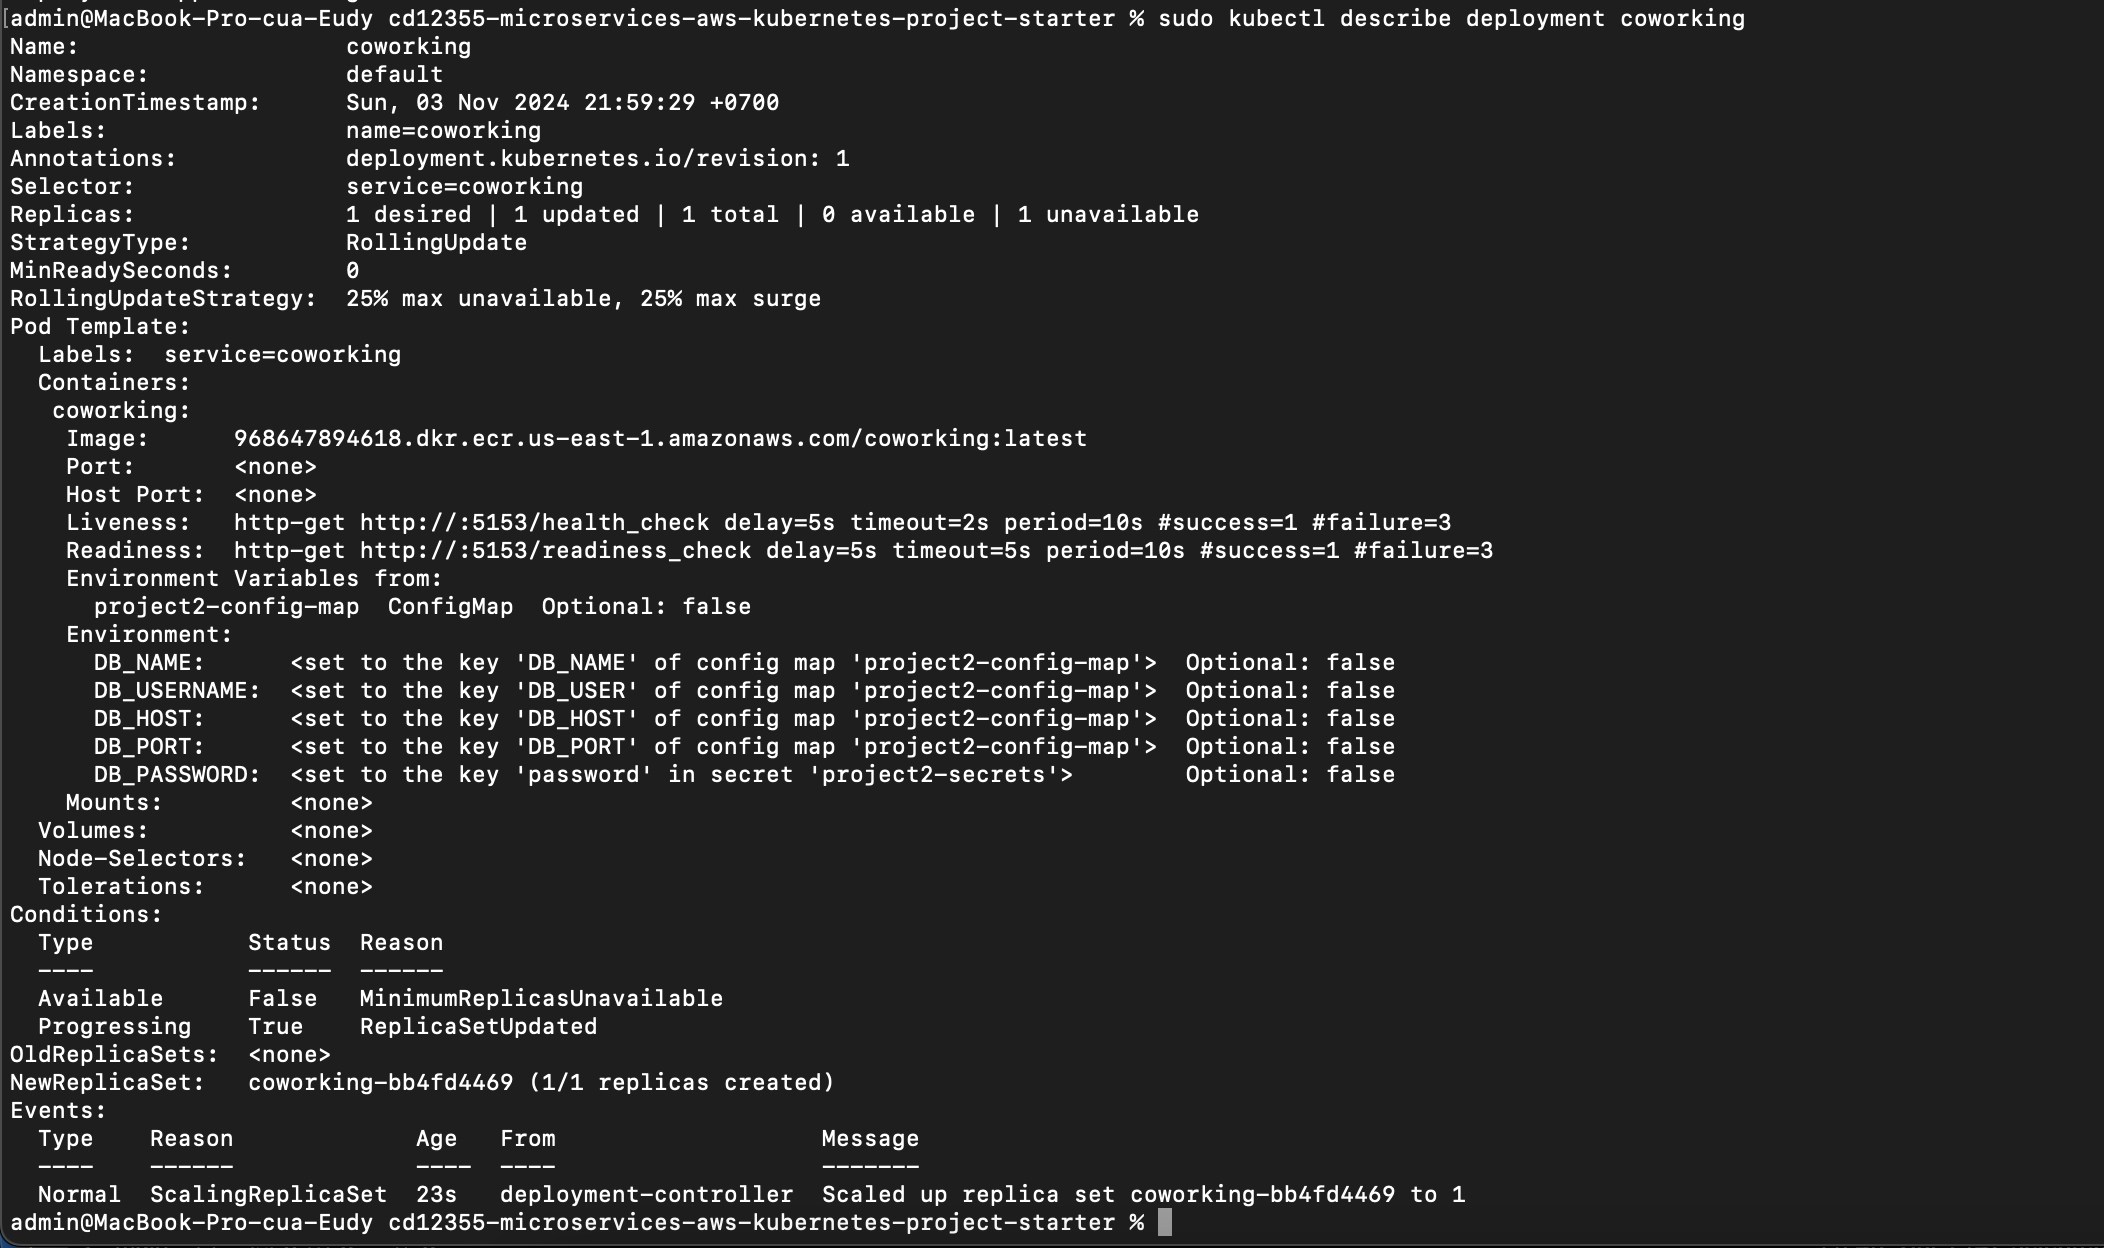 [admin@MacBook-Pro-cua-Eudy cd12355-microservices-aws-kubernetes-project-starter % sudo kubectl describe deployment coworking
Name:                   coworking
Namespace:              default
CreationTimestamp:      Sun, 03 Nov 2024 21:59:29 +0700
Labels:                 name=coworking
Annotations:            deployment.kubernetes.io/revision: 1
Selector:               service=coworking
Replicas:               1 desired | 1 updated | 1 total | 0 available | 1 unavailable
StrategyType:           RollingUpdate
MinReadySeconds:        0
RollingUpdateStrategy:  25% max unavailable, 25% max surge
Pod Template:
  Labels:  service=coworking
  Containers:
   coworking:
    Image:      968647894618.dkr.ecr.us-east-1.amazonaws.com/coworking:latest
    Port:       <none>
    Host Port:  <none>
    Liveness:   http-get http://:5153/health_check delay=5s timeout=2s period=10s #success=1 #failure=3
    Readiness:  http-get http://:5153/readiness_check delay=5s timeout=5s period=10s #success=1 #failure=3
    Environment Variables from:
      project2-config-map  ConfigMap  Optional: false
    Environment:
      DB_NAME:      <set to the key 'DB_NAME' of config map 'project2-config-map'>  Optional: false
      DB_USERNAME:  <set to the key 'DB_USER' of config map 'project2-config-map'>  Optional: false
      DB_HOST:      <set to the key 'DB_HOST' of config map 'project2-config-map'>  Optional: false
      DB_PORT:      <set to the key 'DB_PORT' of config map 'project2-config-map'>  Optional: false
      DB_PASSWORD:  <set to the key 'password' in secret 'project2-secrets'>        Optional: false
    Mounts:         <none>
  Volumes:          <none>
  Node-Selectors:   <none>
  Tolerations:      <none>
Conditions:
  Type           Status  Reason
  ----           ------  ------
  Available      False   MinimumReplicasUnavailable
  Progressing    True    ReplicaSetUpdated
OldReplicaSets:  <none>
NewReplicaSet:   coworking-bb4fd4469 (1/1 replicas created)
Events:
  Type    Reason             Age   From                   Message
  ----    ------             ----  ----                   -------
  Normal  ScalingReplicaSet  23s   deployment-controller  Scaled up replica set coworking-bb4fd4469 to 1
admin@MacBook-Pro-cua-Eudy cd12355-microservices-aws-kubernetes-project-starter %